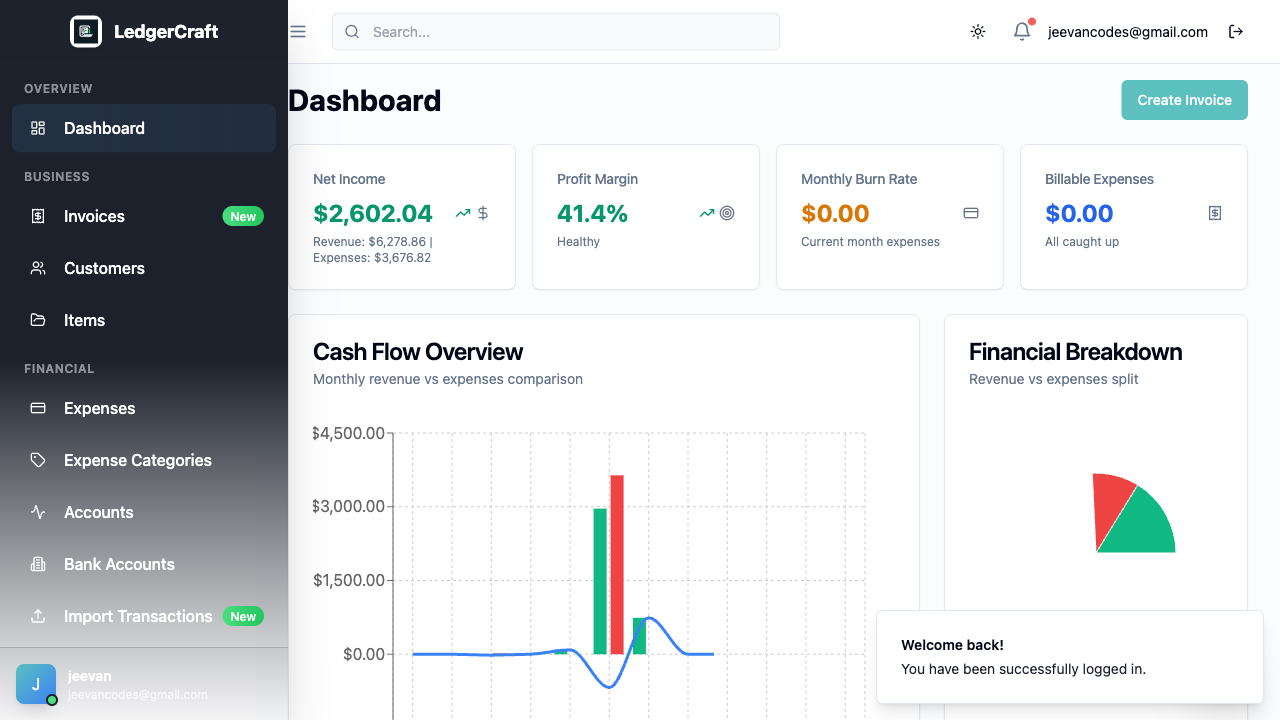 LedgerCraft
OVERVIEW
Dashboard
BUSINESS
Invoices New
Customers
Items
FINANCIAL
Expenses
Expense Categories
Accounts
Bank Accounts
Import Transactions New
J
jeevan
jeevancodes@gmail.com
Search...
jeevancodes@gmail.com
Dashboard
Create Invoice
Net Income
$2,602.04
Revenue: $6,278.86 |
Expenses: $3,676.82
Profit Margin
41.4%
Healthy
Monthly Burn Rate
$0.00
Current month expenses
Billable Expenses
$0.00
All caught up
Cash Flow Overview
Monthly revenue vs expenses comparison
$4,500.00
$3,000.00
$1,500.00
$0.00
Financial Breakdown
Revenue vs expenses split
Welcome back!
You have been successfully logged in.